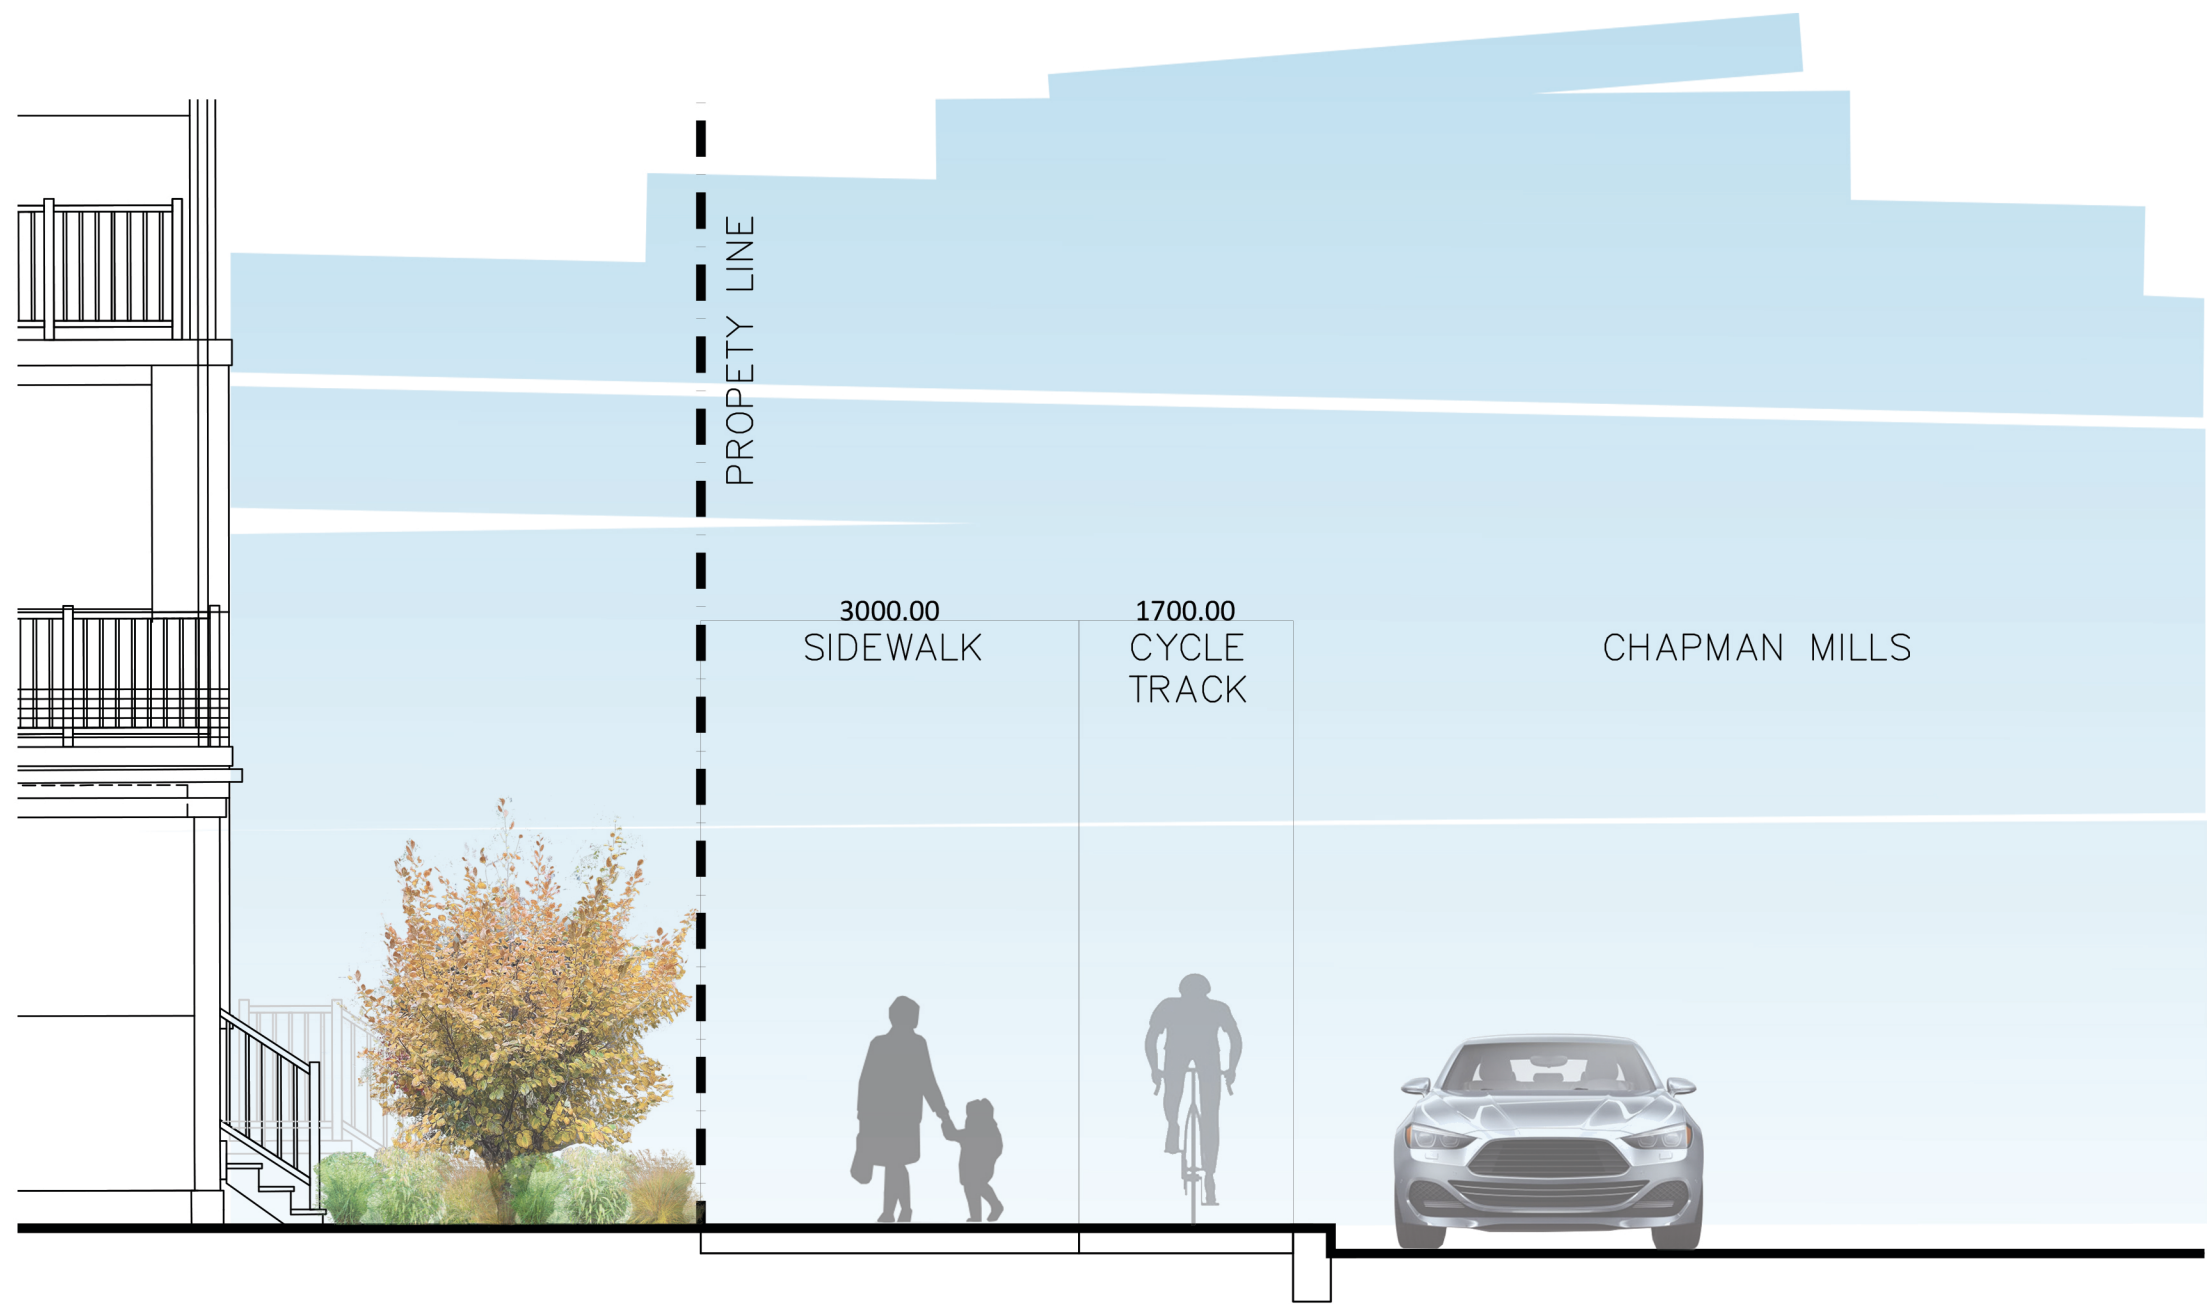 PROPETY LINE
3000.00
SIDEWALK
1700.00
CYCLE
TRACK
CHAPMAN MILLS